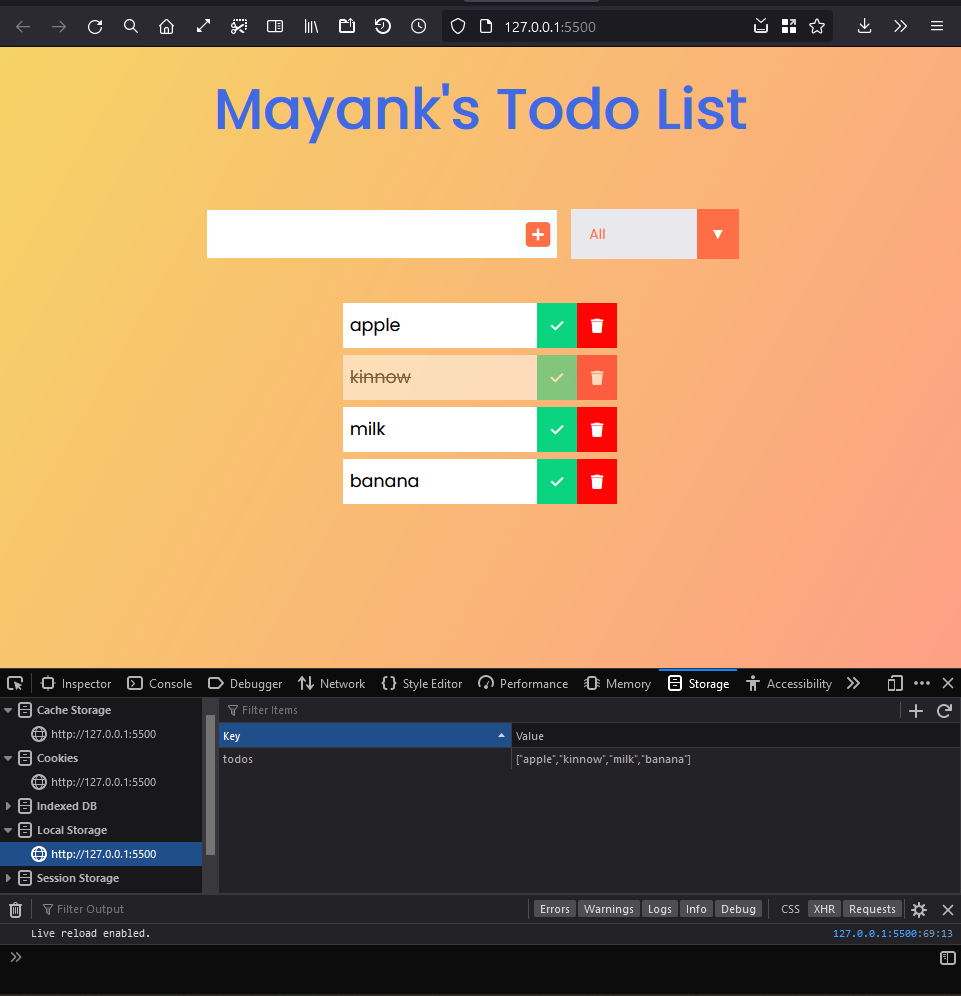 127.0.0.1:5500
Mayank's Todo List
All
apple
kinnow
milk
banana
Inspector Console Debugger Network Style Editor Performance Memory Storage Accessibility
Cache Storage
http://127.0.0.1:5500
Cookies
http://127.0.0.1:5500
Indexed DB
Local Storage
http://127.0.0.1:5500
Session Storage
Filter Items
Key Value
todos ["apple","kinnow","milk","banana"]
Filter Output Errors Warnings Logs Info Debug CSS XHR Requests
Live reload enabled. 127.0.0.1:5500:69:13